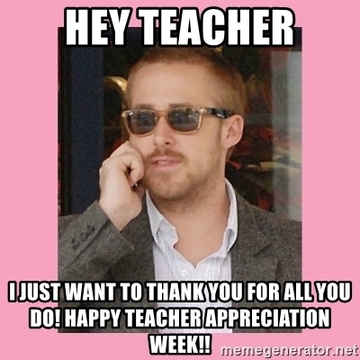 HEY TEACHER
I JUST WANT TO THANK YOU FOR ALL YOU
DO! HAPPY TEACHER APPRECIATION
WEEK!!
memegenerator.net